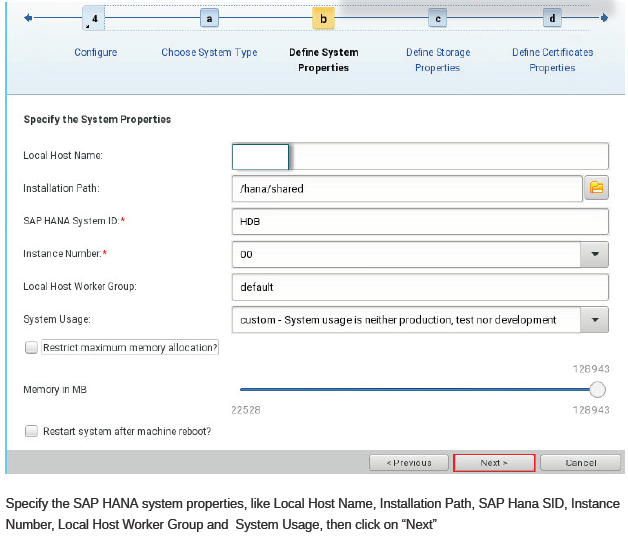 4 a b c d
Configure Choose System Type Define System Define Storage Define Certificates
Properties Properties Properties
Specify the System Properties
Local Host Name:
Installation Path: /hana/shared
SAP HANA System ID:* HDB
Instance Number:* 00
Local Host Worker Group: default
System Usage: custom - System usage is neither production, test nor development
Restrict maximum memory allocation?
128943
Memory in MB
22528 128943
Restart system after machine reboot?
< Previous Next > Cancel
Specify the SAP HANA system properties, like Local Host Name, Installation Path, SAP Hana SID, Instance
Number, Local Host Worker Group and  System Usage, then click on “Next”